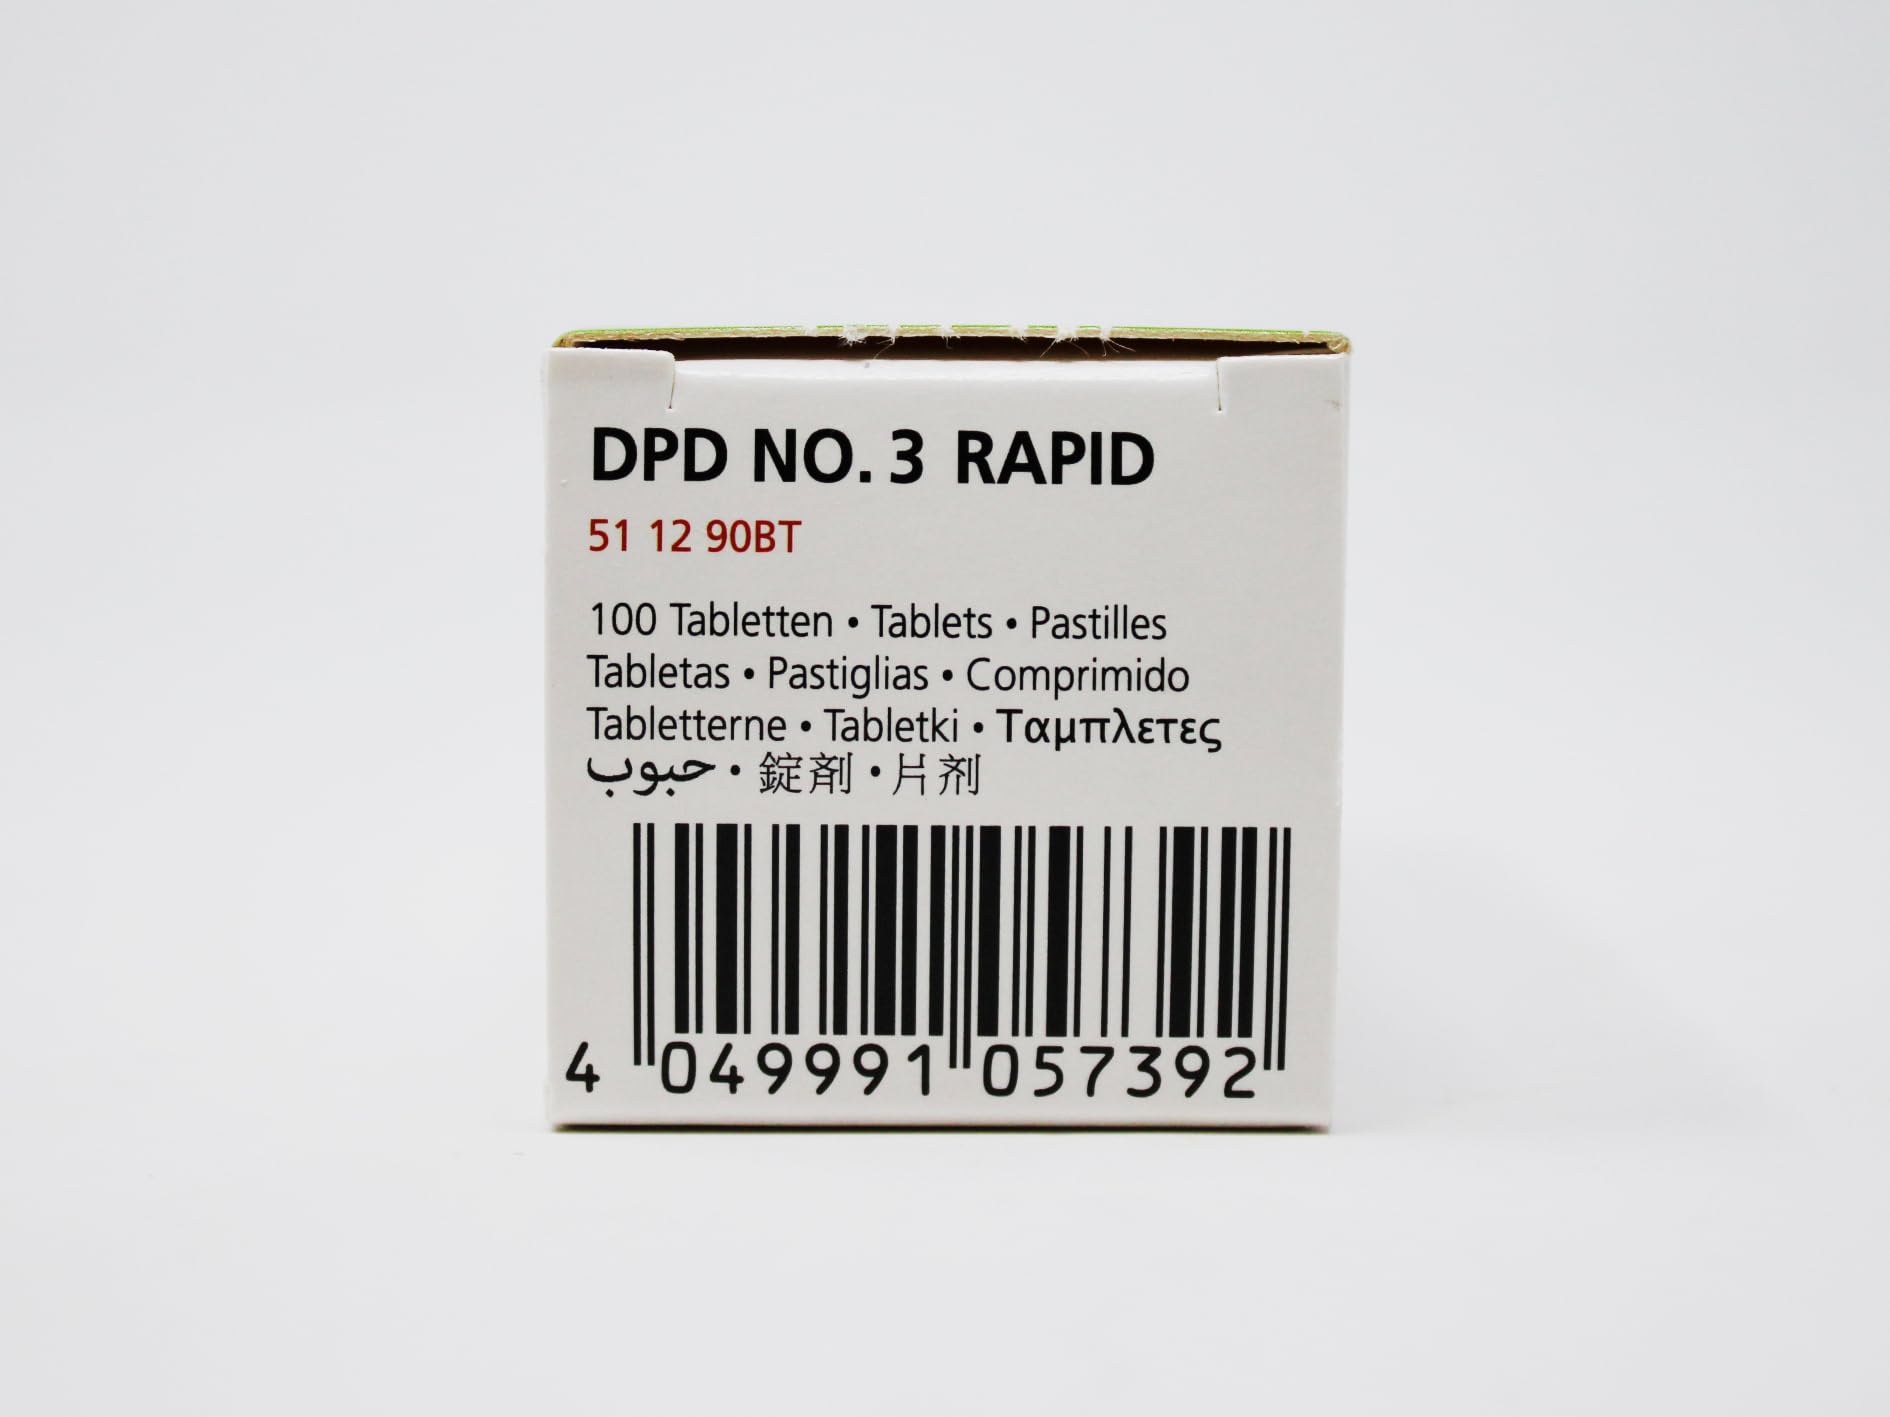 DPD NO. 3 RAPID
51 12 90BT
100 Tabletten • Tablets • Pastilles
Tabletas • Pastiglias • Comprimido
Tabletterne • Tabletki • Ταμπλετες
حبوب • 錠剤 • 片剂
4 049991 057392